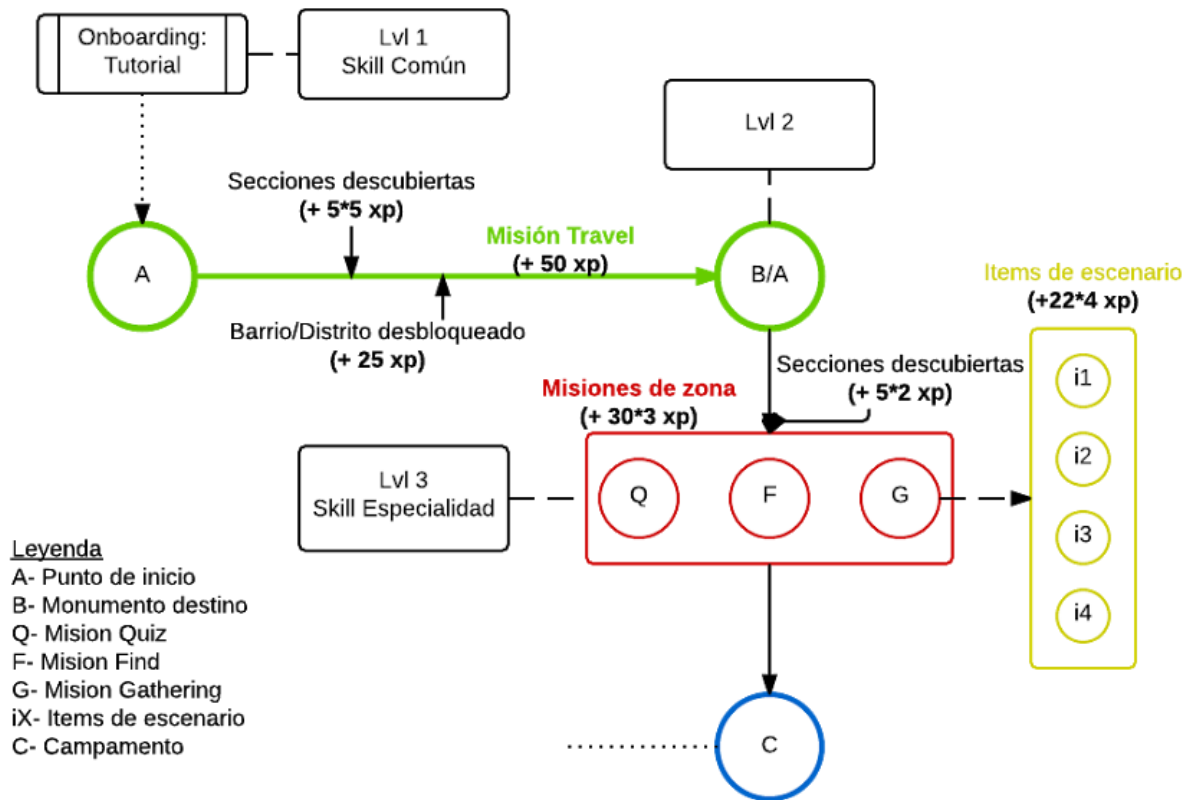 Onboarding:
Tutorial
Lvl 1
Skill Común
Lvl 2
Secciones descubiertas
(+ 5*5 xp)
Misión Travel
(+ 50 xp)
A
B/A
Items de escenario
(+22*4 xp)
Barrio/Distrito desbloqueado
(+ 25 xp)
Secciones descubiertas
(+ 5*2 xp)
Misiones de zona
(+ 30*3 xp)
i1
i2
i3
i4
Lvl 3
Skill Especialidad
Q
F
G
Leyenda
A- Punto de inicio
B- Monumento destino
Q- Mision Quiz
F- Mision Find
G- Mision Gathering
iX- Items de escenario
C- Campamento
C